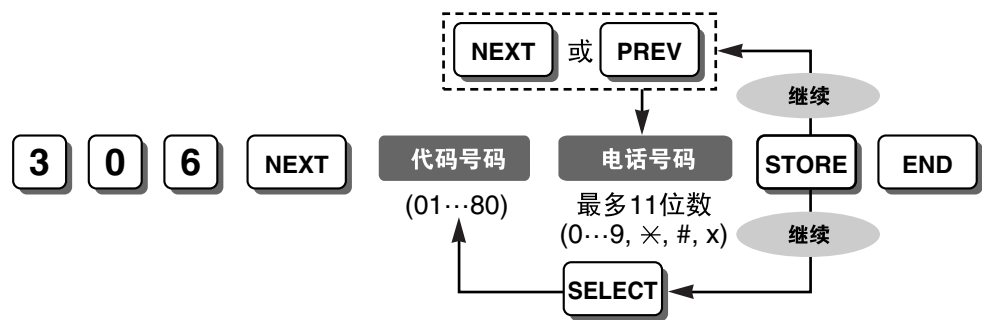 NEXT 或 PREV
继续
3 0 6 NEXT 代码号码 电话号码 STORE END
(01…80) 最多11位数
(0…9, ✳, #, x) 继续
SELECT